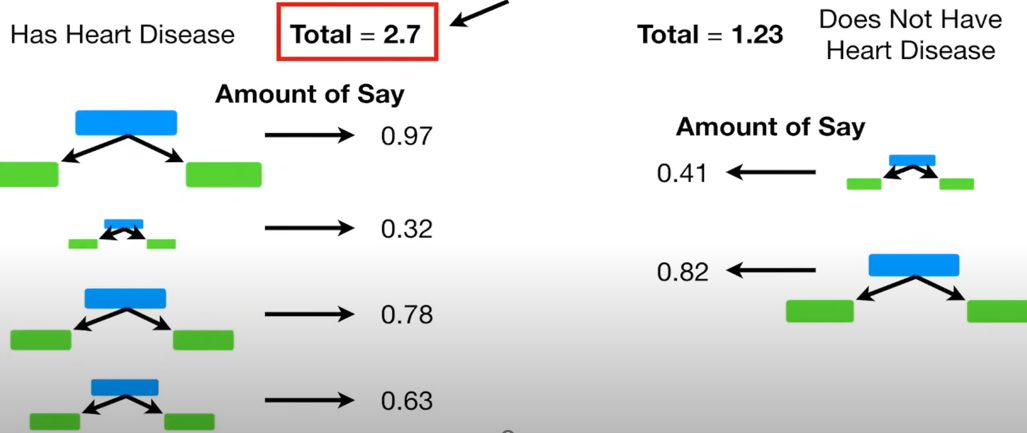 Has Heart Disease
Total = 2.7
Amount of Say
0.97
0.32
0.78
0.63
Total = 1.23
Does Not Have
Heart Disease
Amount of Say
0.41
0.82